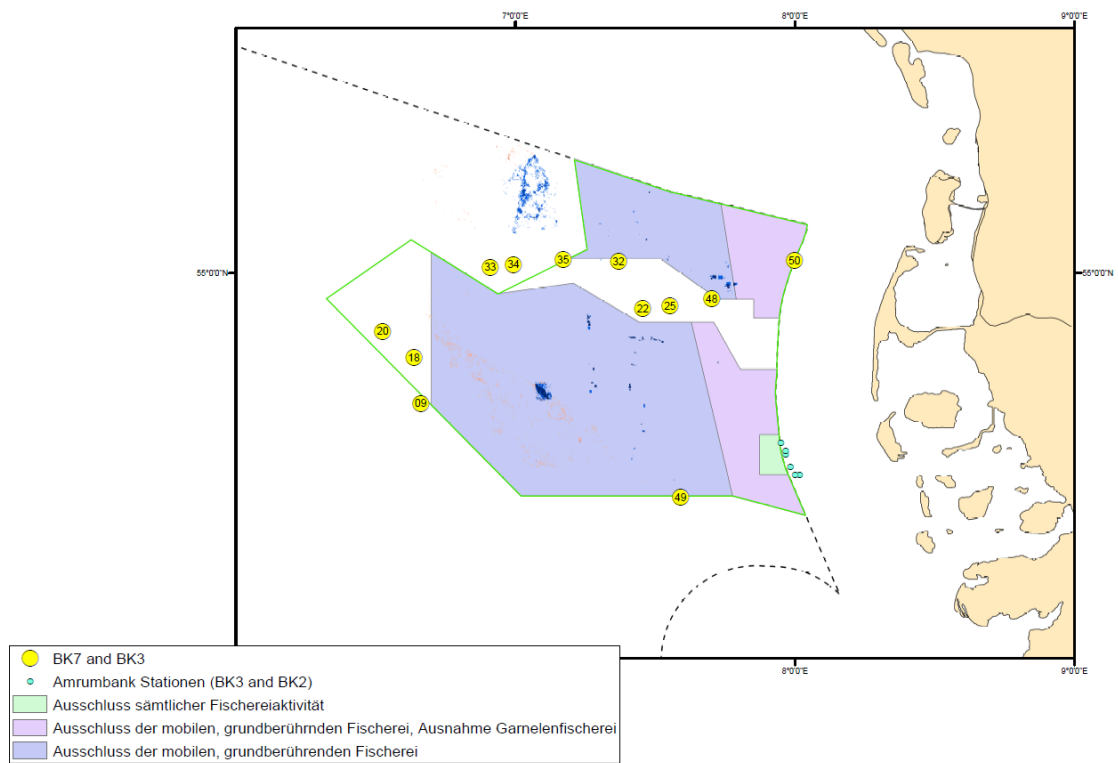 7°0'0"E 8°0'0"E 9°0'0"E
50
35 32
33 34
55°0'0"N 55°0'0"N
48
22 25
20
18
09
49
BK7 and BK3
Amrumbank Stationen (BK3 and BK2)
Ausschluss sämtlicher Fischereiaktivität
Ausschluss der mobilen, grundberührnden Fischerei, Ausnahme Garnelenfischerei
Ausschluss der mobilen, grundberührenden Fischerei
8°0'0"E 9°0'0"E